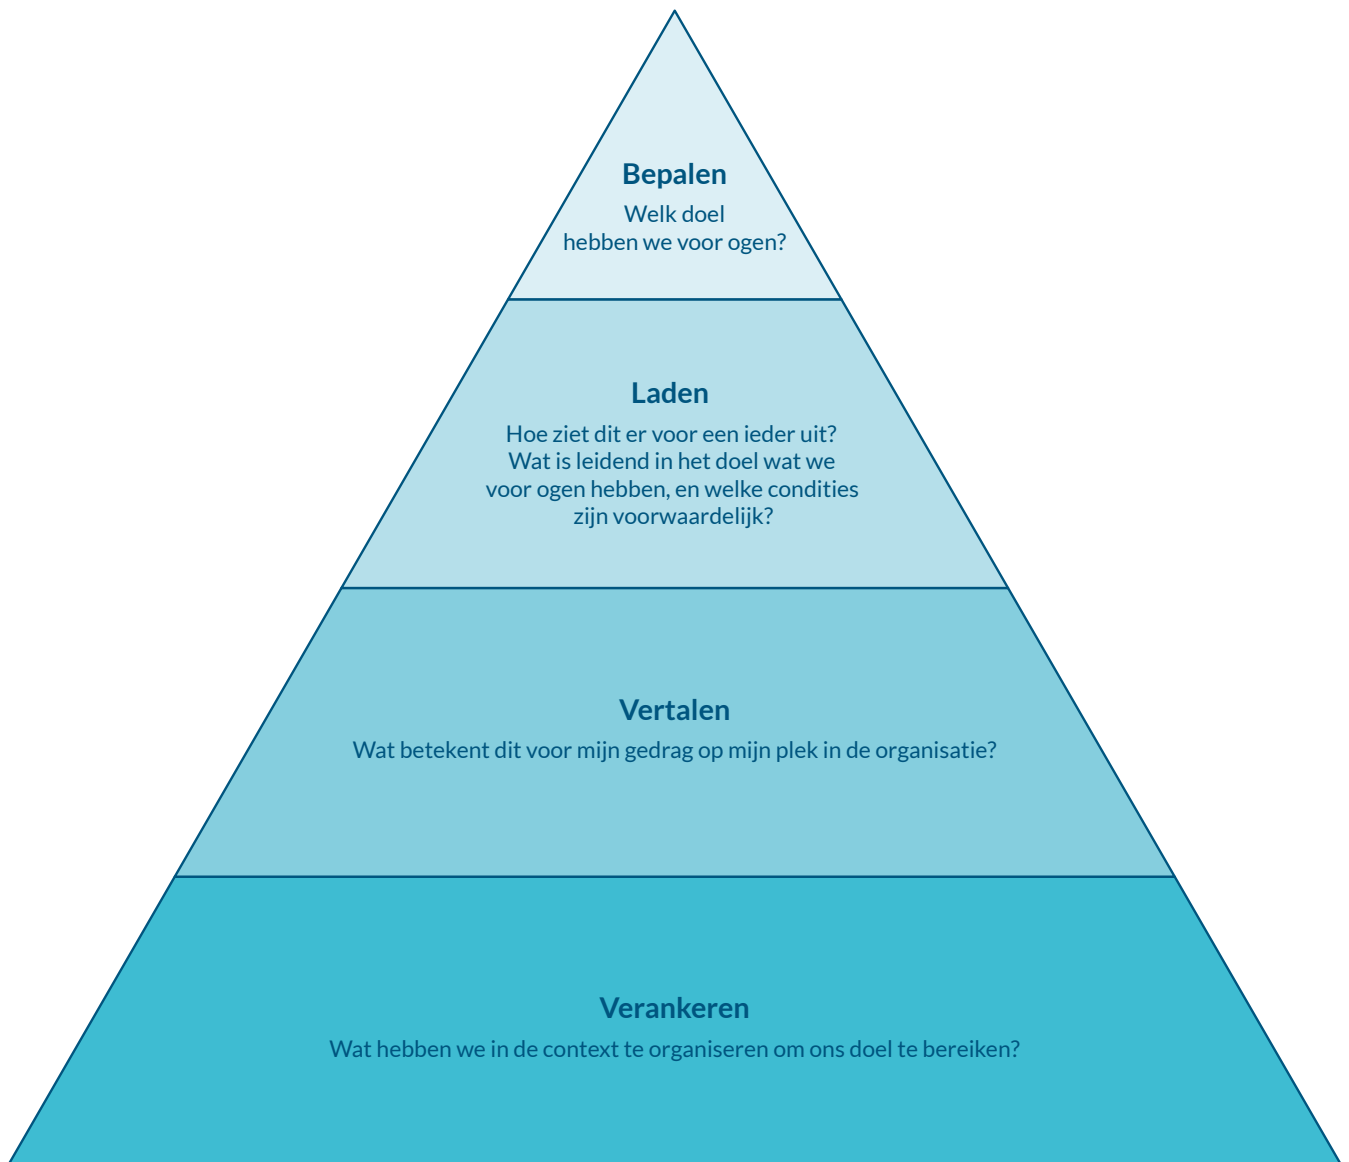 Bepalen
Welk doel
hebben we voor ogen?
Laden
Hoe ziet dit er voor een ieder uit?
Wat is leidend in het doel wat we
voor ogen hebben, en welke condities
zijn voorwaardelijk?
Vertalen
Wat betekent dit voor mijn gedrag op mijn plek in de organisatie?
Verankeren
Wat hebben we in de context te organiseren om ons doel te bereiken?